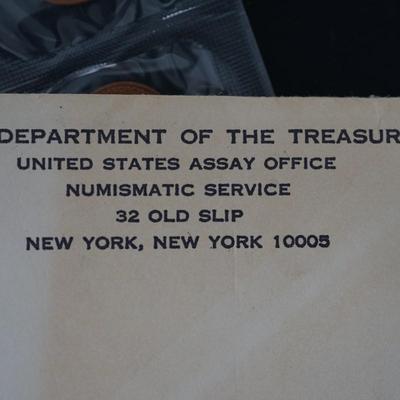 DEPARTMENT OF THE TREASUR
UNITED STATES ASSAY OFFICE
NUMISMATIC SERVICE
32 OLD SLIP
NEW YORK, NEW YORK 10005